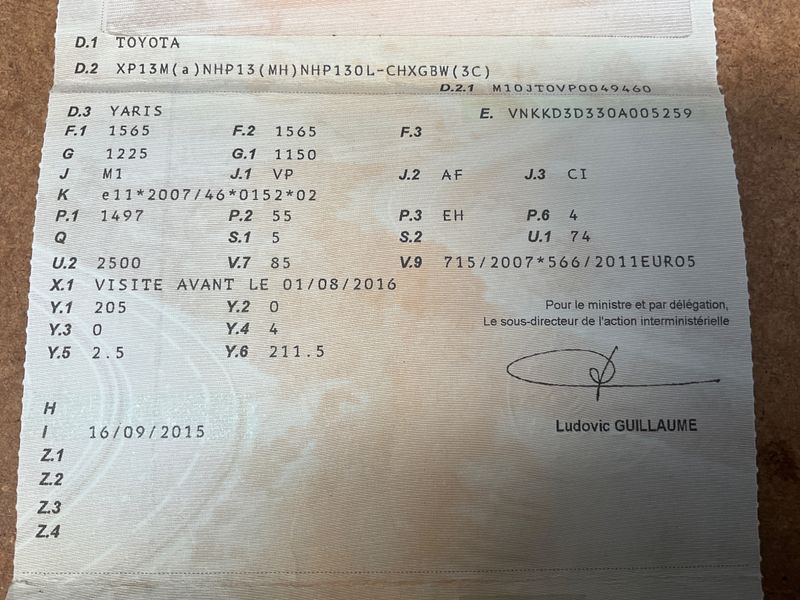 D.1 TOYOTA
D.2 XP13M(a)NHP13(MH)NHP130L-CHXGBW(3C)
D.2.1 M10JTOVP0049460
D.3 YARIS E. VNKKD3D330A005259
F.1 1565 F.2 1565 F.3
G 1225 G.1 1150
J M1 J.1 VP J.2 AF J.3 CI
K e11*2007/46*0152*02
P.1 1497 P.2 55 P.3 EH P.6 4
Q S.1 5 S.2 U.1 74
U.2 2500 V.7 85 V.9 715/2007*566/2011EURO5
X.1 VISITE AVANT LE 01/08/2016
Y.1 205 Y.2 0
Y.3 0 Y.4 4
Y.5 2.5 Y.6 211.5
Pour le ministre et par délégation,
Le sous-directeur de l'action interministérielle
Ludovic GUILLAUME
H
I 16/09/2015
Z.1
Z.2
Z.3
Z.4